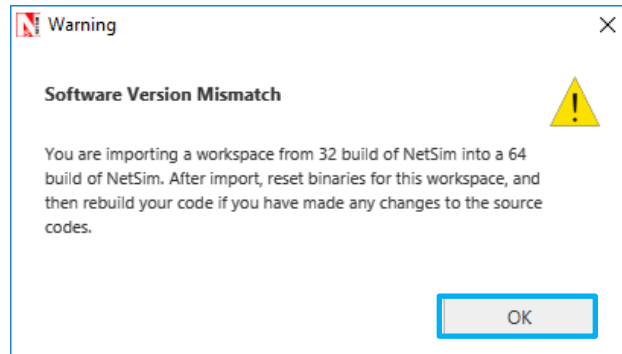 Warning
Software Version Mismatch
You are importing a workspace from 32 build of NetSim into a 64
build of NetSim. After import, reset binaries for this workspace, and
then rebuild your code if you have made any changes to the source
codes.
OK